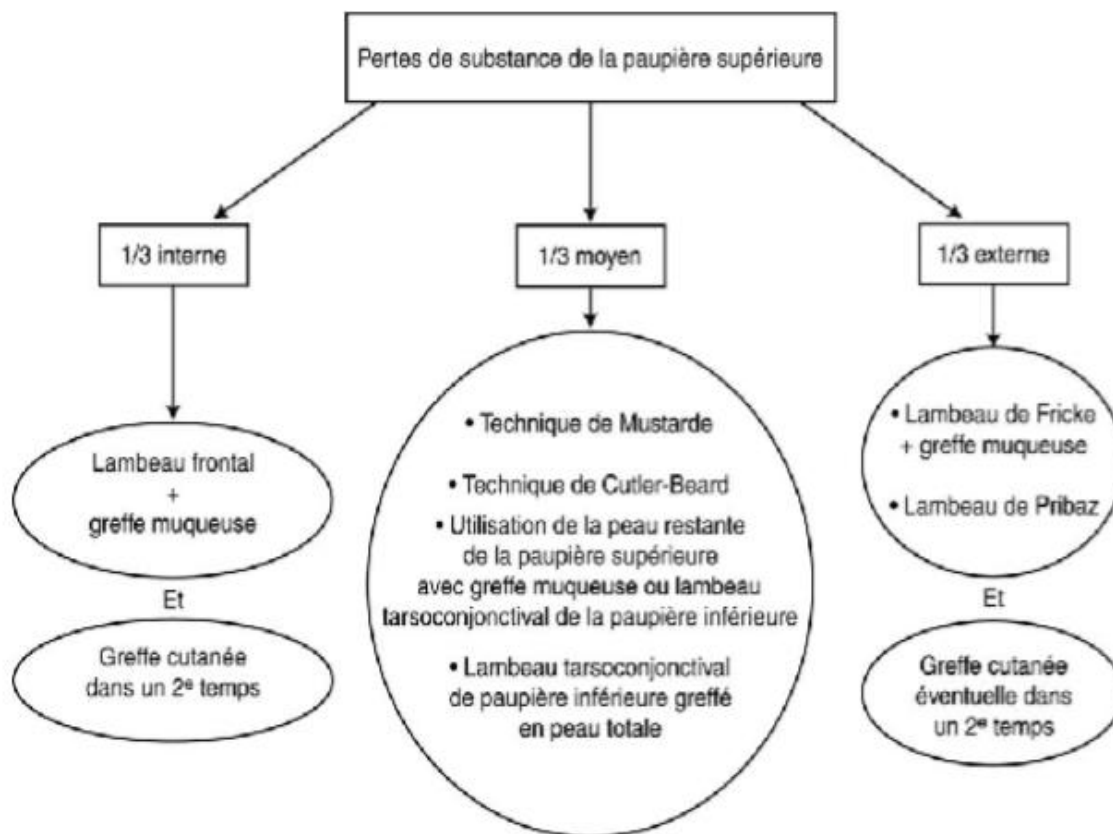 Pertes de substance de la paupière supérieure
1/3 interne
1/3 moyen
1/3 externe
Lambeau frontal
+
greffe muqueuse
Et
Greffe cutanée
dans un 2e temps
• Technique de Mustarde
• Technique de Cutler-Beard
• Utilisation de la peau restante
de la paupière supérieure
avec greffe muqueuse ou lambeau
tarsoconjonctival de la paupière inférieure
• Lambeau tarsoconjonctival
de paupière inférieure greffé
en peau totale
• Lambeau de Fricke
+ greffe muqueuse
• Lambeau de Pribaz
Et
Greffe cutanée
éventuelle dans
un 2e temps